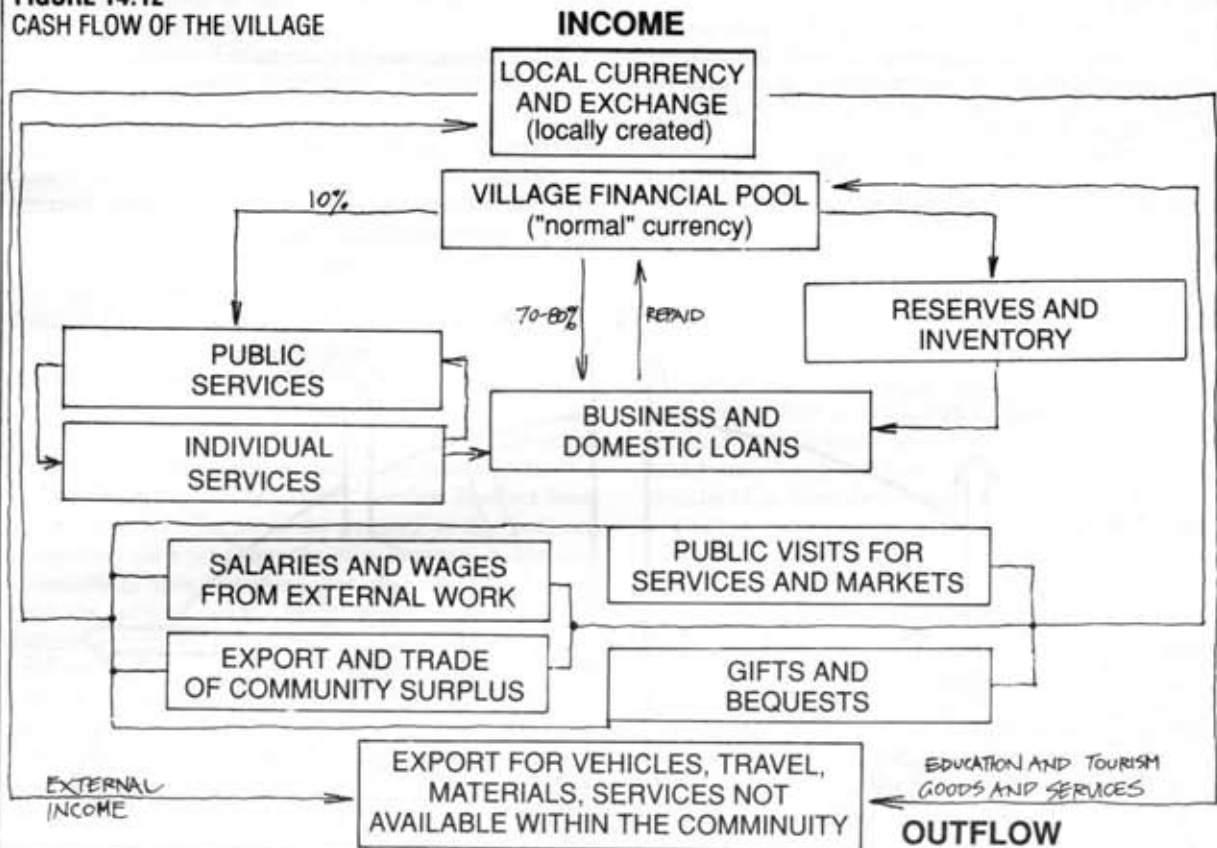 FIGURE 14.12
CASH FLOW OF THE VILLAGE
INCOME
LOCAL CURRENCY
AND EXCHANGE
(locally created)
VILLAGE FINANCIAL POOL
("normal" currency)
10%
70-80%
REPAID
RESERVES AND
INVENTORY
PUBLIC
SERVICES
INDIVIDUAL
SERVICES
BUSINESS AND
DOMESTIC LOANS
SALARIES AND WAGES
FROM EXTERNAL WORK
PUBLIC VISITS FOR
SERVICES AND MARKETS
EXPORT AND TRADE
OF COMMUNITY SURPLUS
GIFTS AND
BEQUESTS
EXTERNAL
INCOME
EXPORT FOR VEHICLES, TRAVEL,
MATERIALS, SERVICES NOT
AVAILABLE WITHIN THE COMMINUITY
EDUCATION AND TOURISM
GOODS AND SERVICES
OUTFLOW